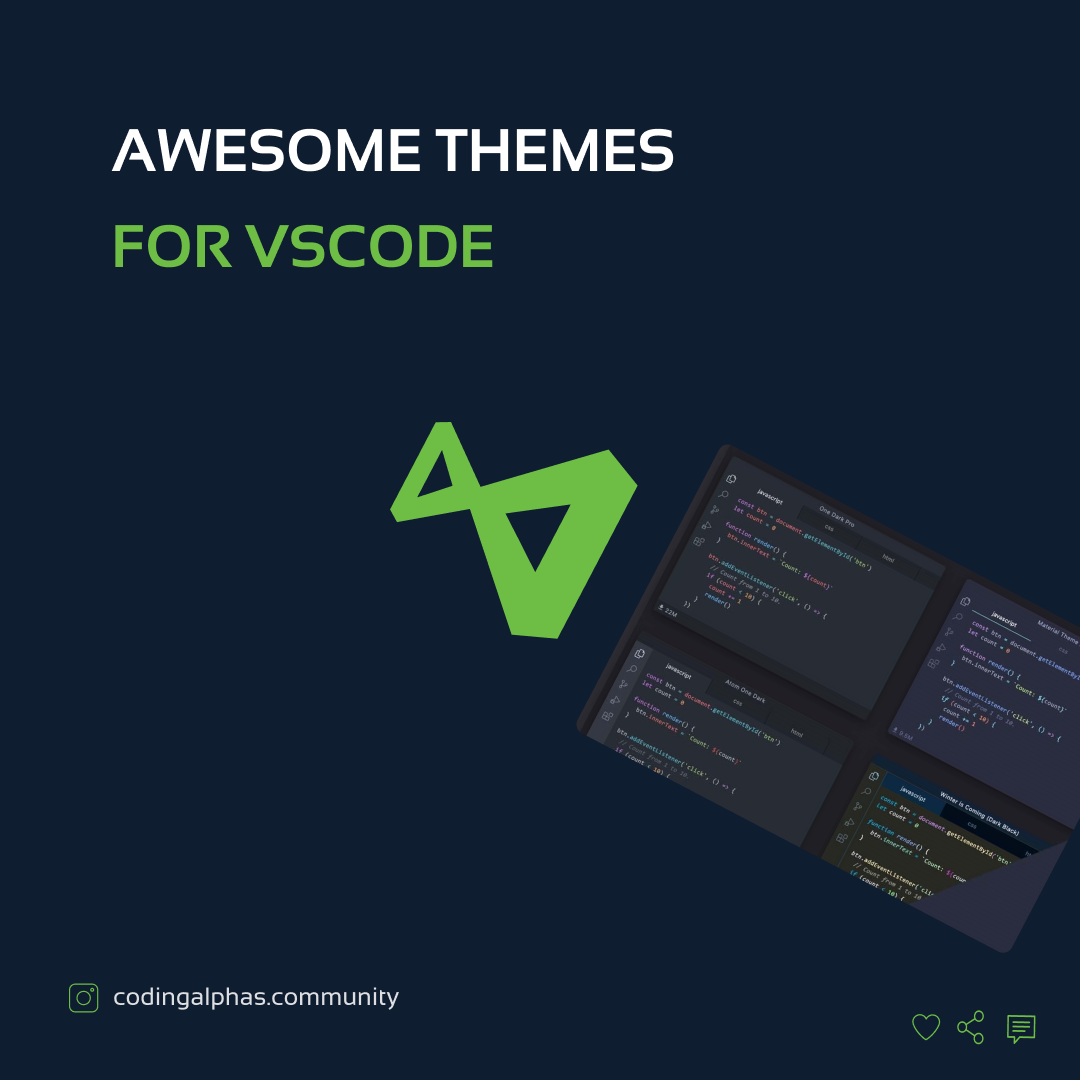 AWESOME THEMES
FOR VSCODE
One Dark Pro
javascript
css
html
const btn = document.getElementById('btn')
let count = 0
function render() {
btn.innerText = `Count: ${count}`
}
btn.addEventListener('click', () => {
// Count from 1 to 10.
if (count < 10) {
count += 1
render()
}
})
22M
Material Theme
javascript
css
const btn = document.getElementById
let count = 0
function render() {
btn.innerText = `Count: ${count}`
}
btn.addEventListener('click', () => {
// Count from 1 to 10.
if (count < 10) {
count += 1
render()
}
})
Atom One Dark
javascript
css
html
const btn = document.getElementById('btn')
let count = 0
function render() {
btn.innerText = `Count: ${count}`
}
btn.addEventListener('click', () => {
// Count from 1 to 10.
if (count < 10) {
Winter is Coming (Dark Black)
javascript
css
const btn = document.getElementById('btn'
let count = 0
function render() {
btn.innerText = `Count: ${coun
}
btn.addEventListener('clic
// Count from 1 to 10
if (count < 10) {
codingalphas.community